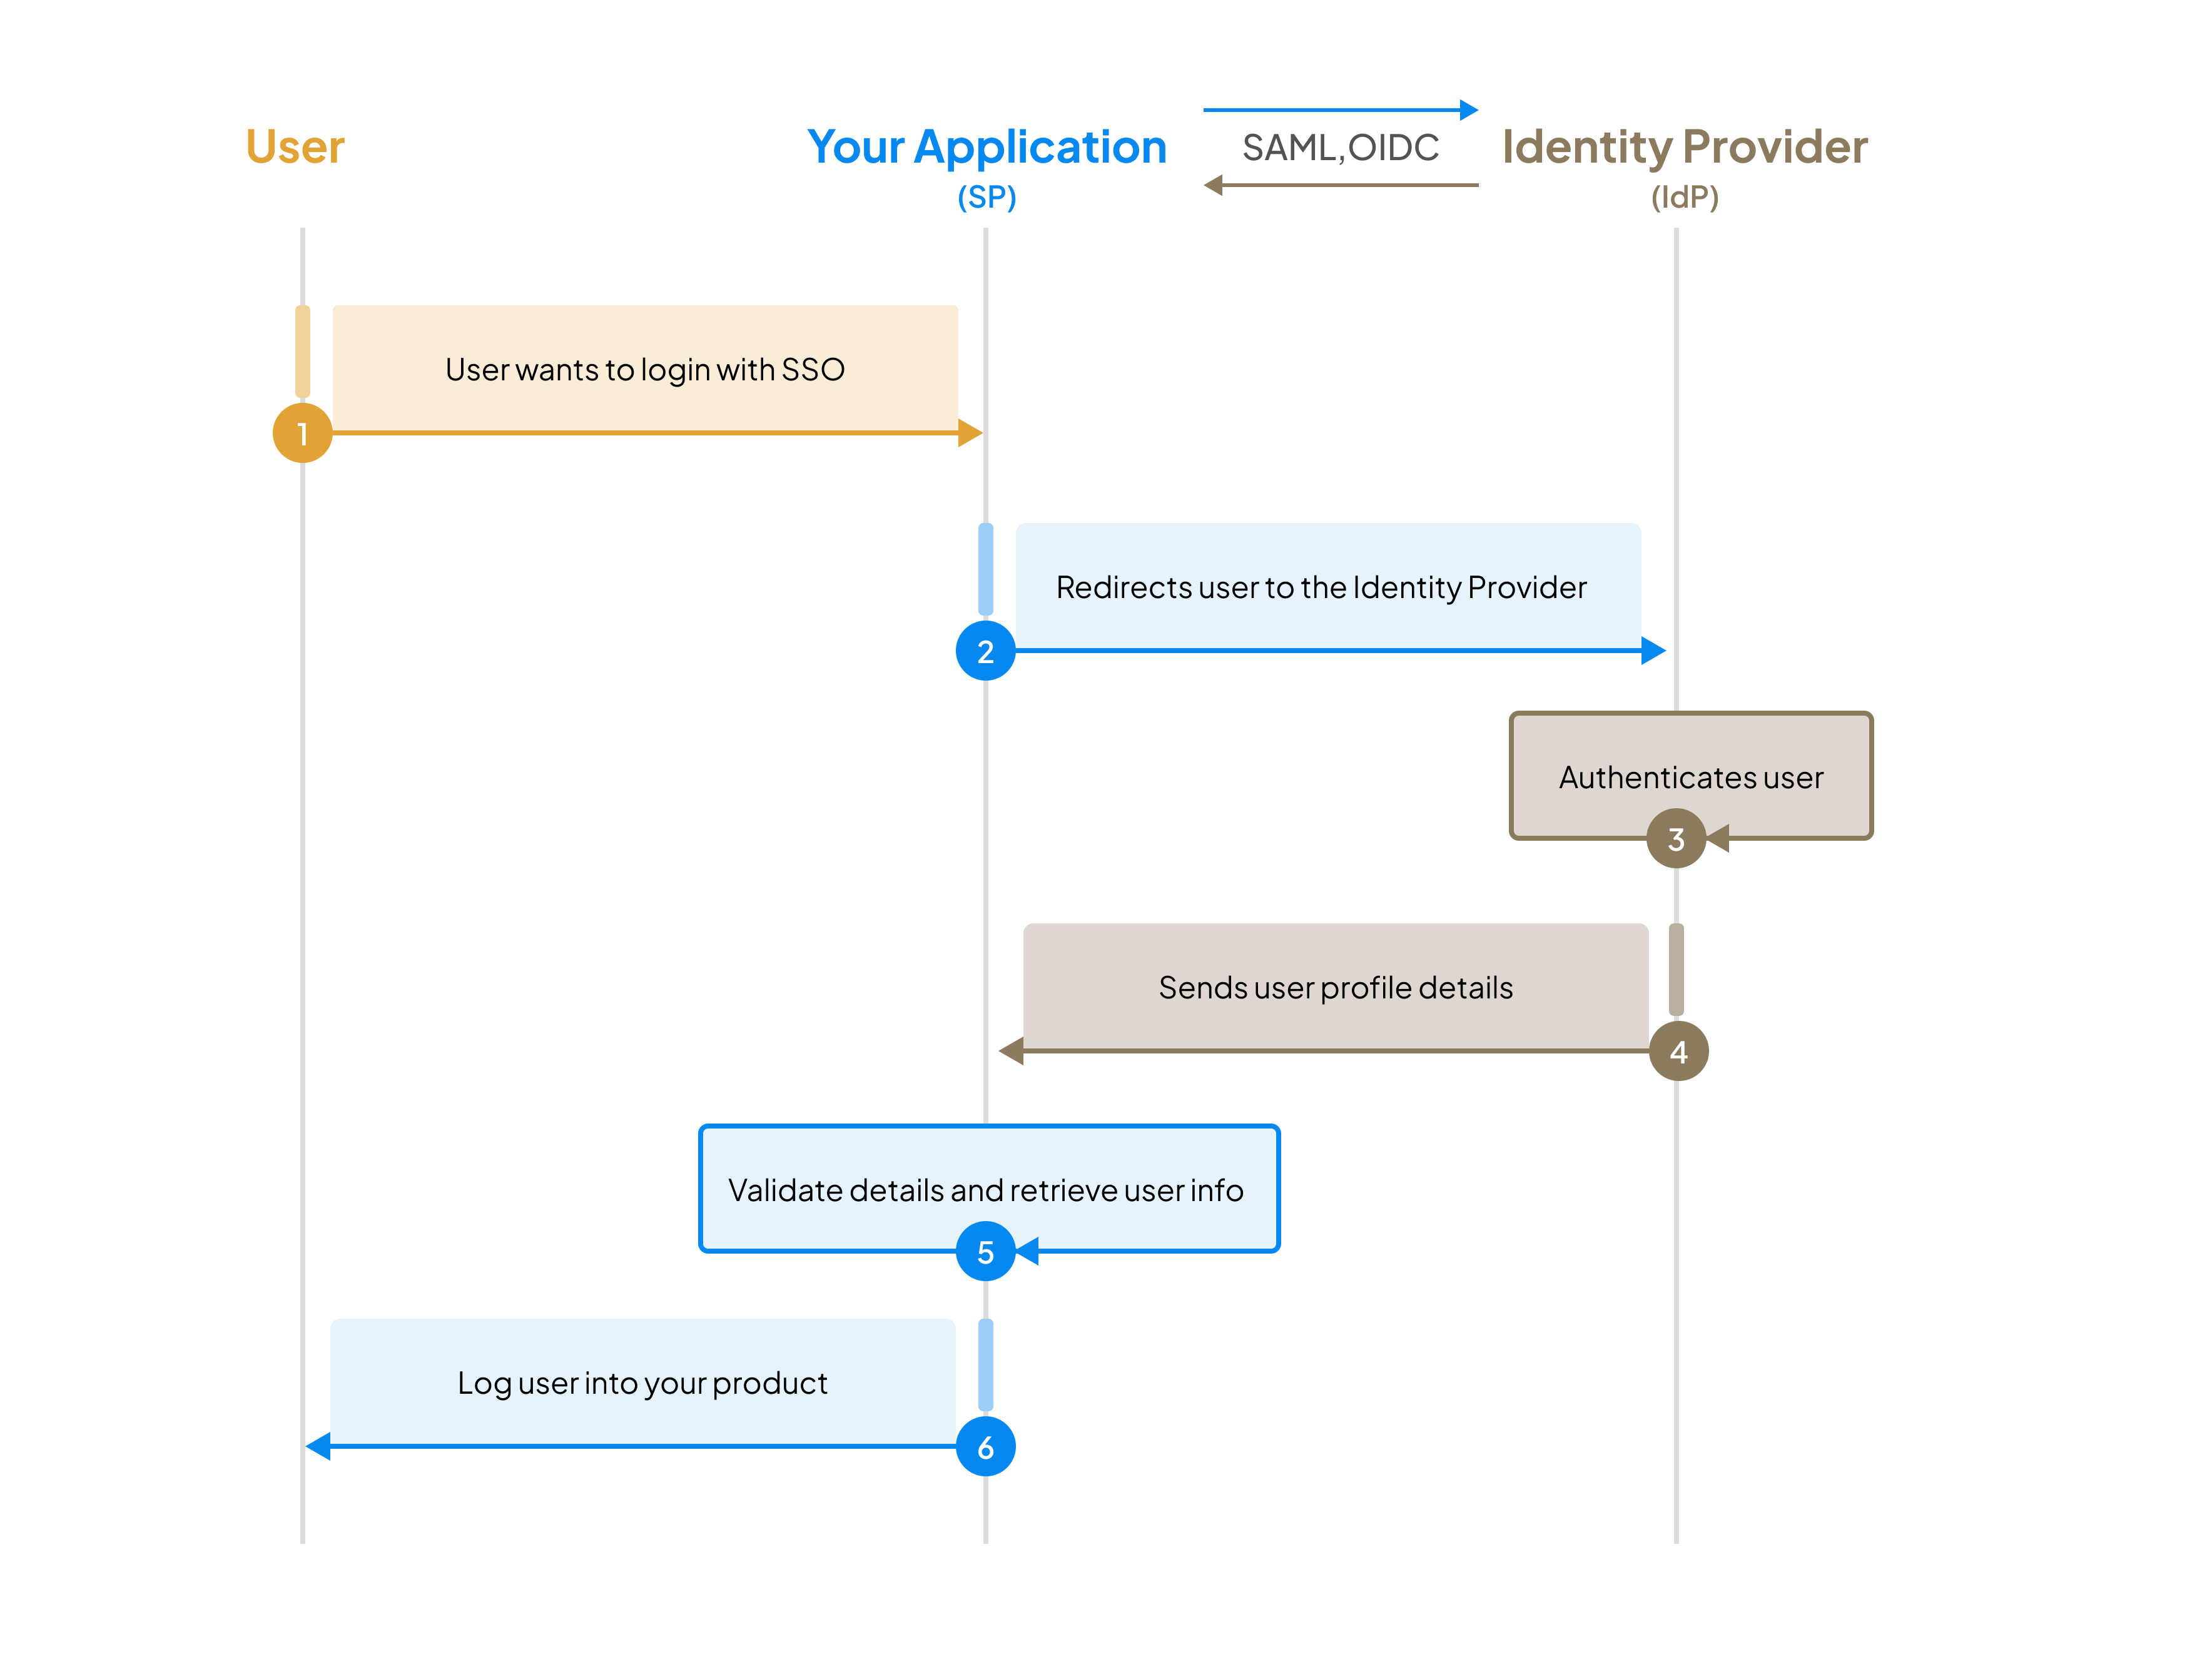 User
Your Application
(SP)
SAML,OIDC
Identity Provider
(IdP)
User wants to login with SSO
1
Redirects user to the Identity Provider
2
Authenticates user
3
Sends user profile details
4
Validate details and retrieve user info
5
Log user into your product
6